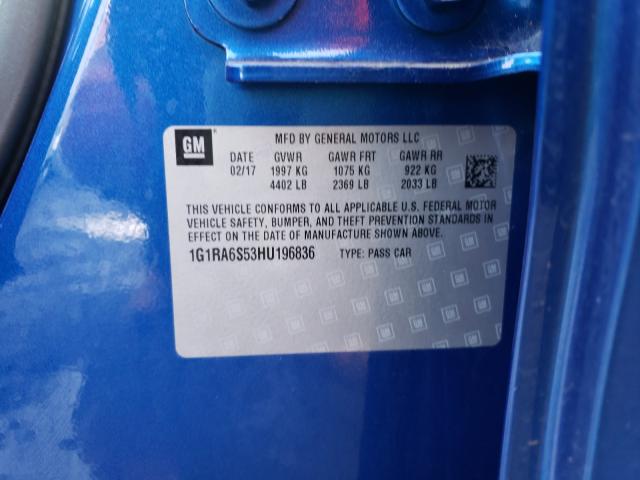 GM
MFD BY GENERAL MOTORS LLC
DATE GVWR GAWR FRT GAWR RR
02/17 1997 KG 1075 KG 922 KG
4402 LB 2369 LB 2033 LB
THIS VEHICLE CONFORMS TO ALL APPLICABLE U.S. FEDERAL MOTOR
VEHICLE SAFETY, BUMPER, AND THEFT PREVENTION STANDARDS IN
EFFECT ON THE DATE OF MANUFACTURE SHOWN ABOVE.
1G1RA6S53HU196836 TYPE: PASS CAR